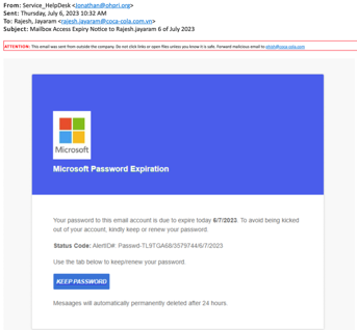 From: Service_HelpDesk <Jonathan@ohori.org>
Sent: Thursday, July 6, 2023 10:32 AM
To: Rajesh, Jayaram <rajesh.jayaram@coca-cola.com.vn>
Subject: Mailbox Access Expiry Notice to Rajesh.jayaram 6 of July 2023
ATTENTION: This email was sent from outside the company. Do not click links or open files unless you know it is safe. Forward malicious email to phish@coca-cola.com
Microsoft
Microsoft Password Expiration
Your password to this email account is due to expire today 6/7/2023. To avoid being kicked
out of your account, kindly keep or renew your password.
Status Code: AlertID# Passwd-TL9TGA68/3579744/6/7/2023
Use the tab below to keep/renew your password.
KEEP PASSWORD
Mesaages will automatically permanently deleted after 24 hours.